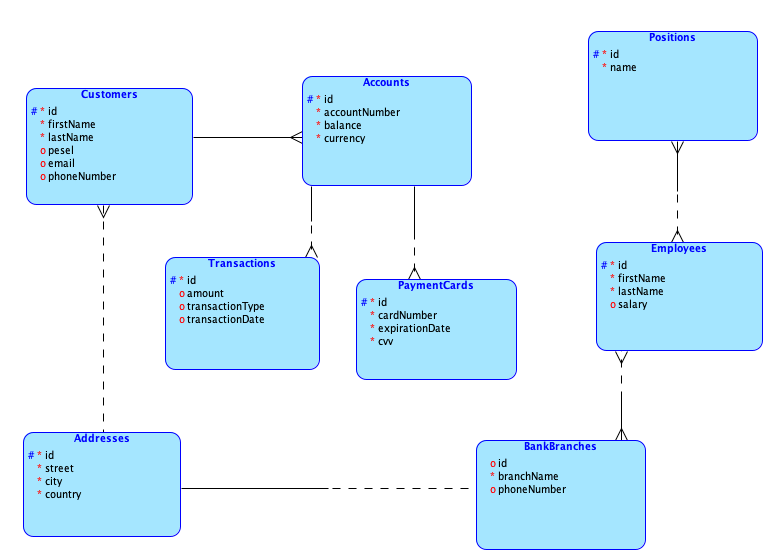 Positions
# * id
* name
Customers
# * id
* firstName
* lastName
o pesel
o email
o phoneNumber
Accounts
# * id
* accountNumber
* balance
* currency
Transactions
# * id
o amount
o transactionType
o transactionDate
PaymentCards
# * id
* cardNumber
* expirationDate
* cvv
Employees
# * id
* firstName
* lastName
o salary
Addresses
# * id
* street
* city
* country
BankBranches
o id
* branchName
o phoneNumber